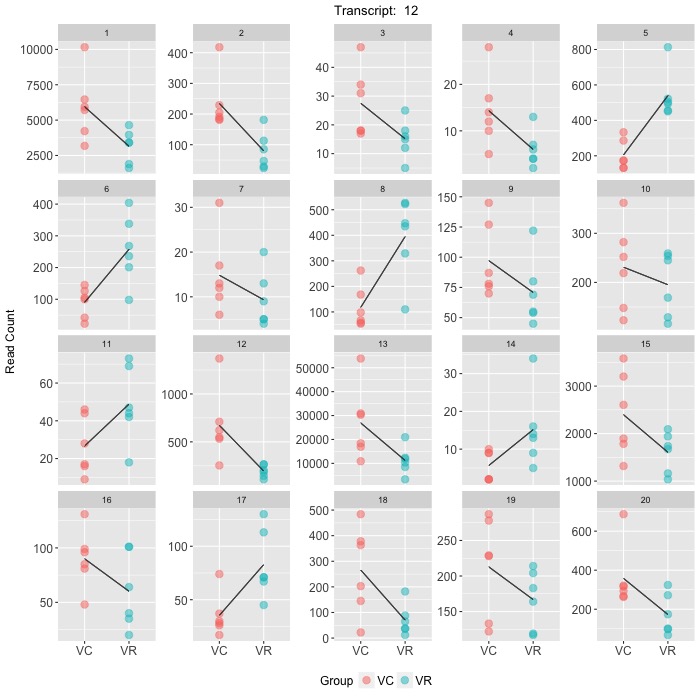 Transcript: 12
1 2 3 4 5
10000 7500 5000 2500
400 300 200 100
40 30 20 10
20 10
800 600 400 200
6 7 8 9 10
400 300 200 100
30 20 10
500 400 300 200 100
150 125 100 75 50
300 200
Read Count
11 12 13 14 15
60 40 20
1000 500
50000 40000 30000 20000 10000
30 20 10
3000 2000 1000
16 17 18 19 20
100 50
100 50
500 400 300 200 100 0
250 200 150
600 400 200
VC VR VC VR VC VR VC VR VC VR
Group VC VR